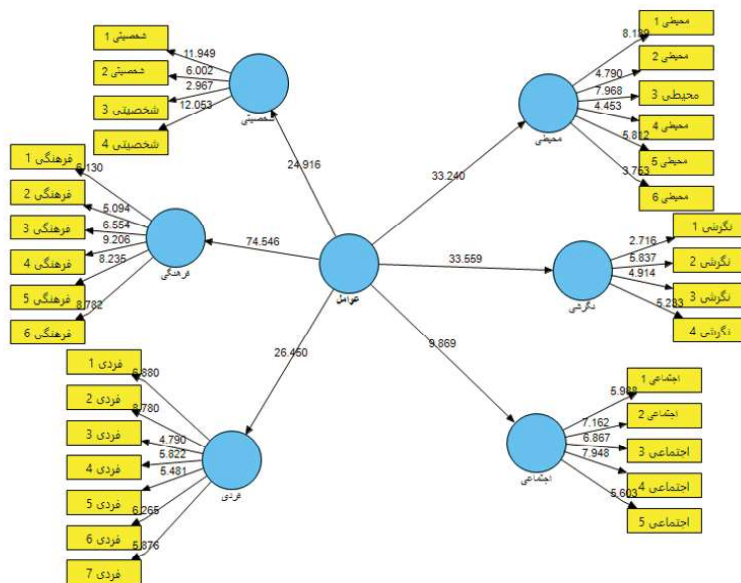 شخصیتی 1
شخصیتی 2
شخصیتی 3
شخصیتی 4
11.949
6.002
2.967
12.053
شخصیتی
محیطی 1
محیطی 2
محیطی 3
محیطی 4
محیطی 5
محیطی 6
8.189
4.790
7.968
4.453
5.812
3.753
محیطی
24.916
33.240
فرهنگی 1
فرهنگی 2
فرهنگی 3
فرهنگی 4
فرهنگی 5
فرهنگی 6
6.130
5.094
6.554
9.206
8.235
8.782
فرهنگی
74.546
عوامل
33.559
نگرشی 1
نگرشی 2
نگرشی 3
نگرشی 4
2.716
5.837
4.914
5.233
نگرشی
26.450
9.869
فردی 1
فردی 2
فردی 3
فردی 4
فردی 5
فردی 6
فردی 7
6.880
8.780
4.790
5.822
5.481
6.265
5.876
فردی
اجتماعی 1
اجتماعی 2
اجتماعی 3
اجتماعی 4
اجتماعی 5
7.162
6.867
7.948
5.603
اجتماعی